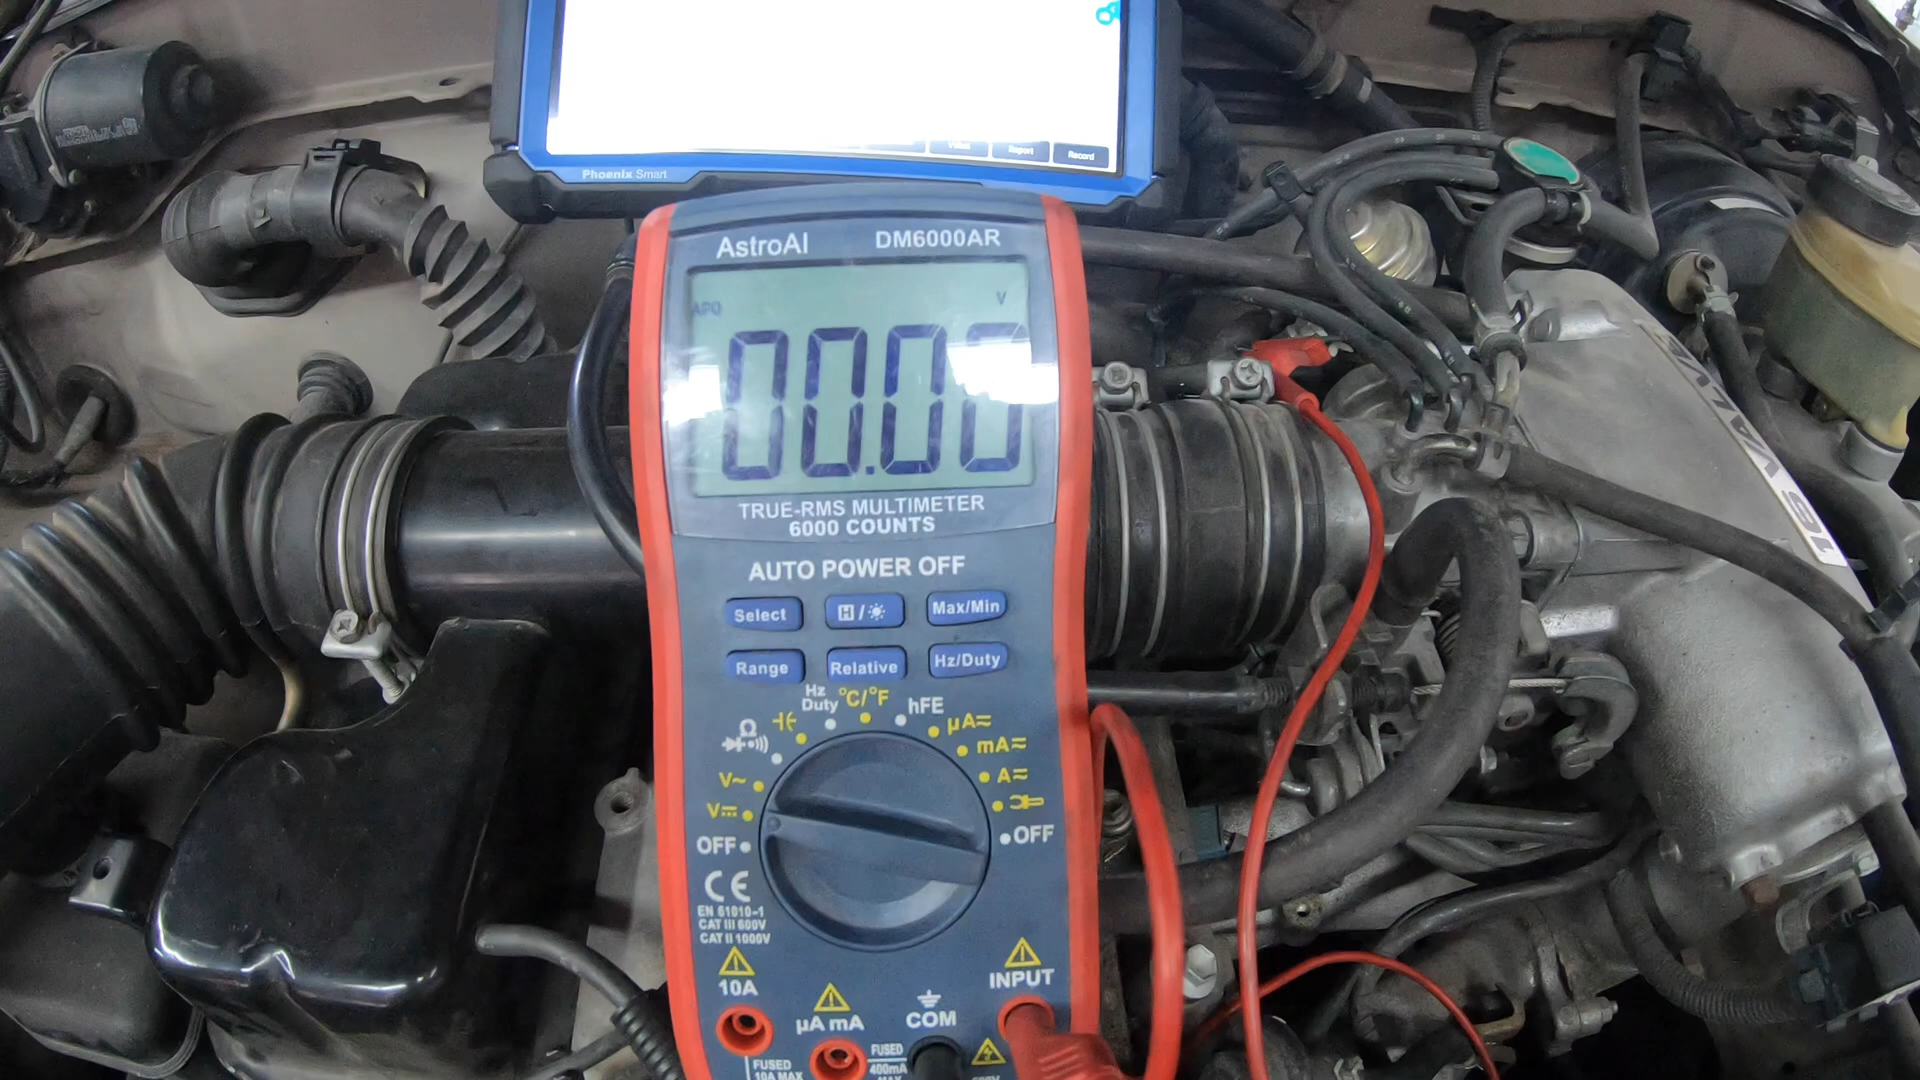 Report
Record
Phoenix Smart
AstroAI DM6000AR
APO V
00.00
TRUE-RMS MULTIMETER
6000 COUNTS
AUTO POWER OFF
Select H/☀ Max/Min
Range Relative Hz/Duty
Hz
Duty
°C/°F
hFE
Ω
μA
mA
A
V~
V
OFF
OFF
CE
EN 61010-1
CAT III 600V
CAT II 1000V
10A
μA mA
COM
INPUT
FUSED
10A MAX
FUSED
400mA
16 VALVE